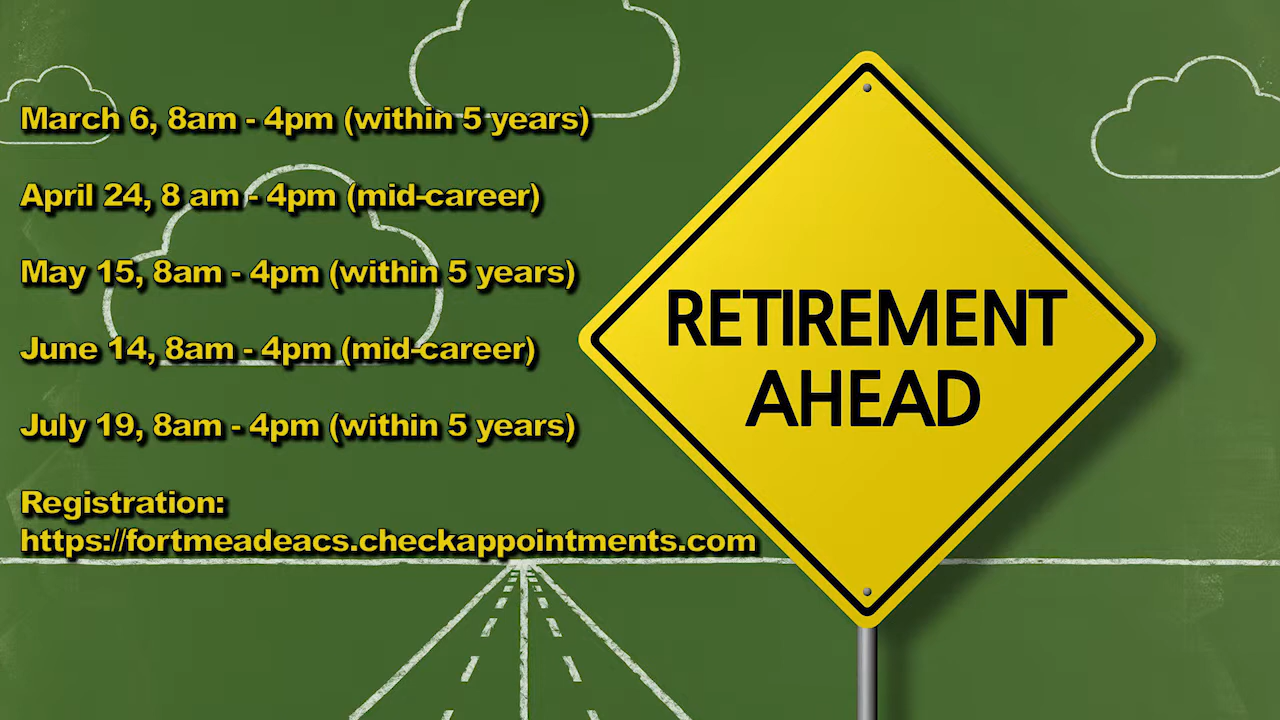 March 6, 8am - 4pm (within 5 years)
April 24, 8 am - 4pm (mid-career)
May 15, 8am - 4pm (within 5 years)
June 14, 8am - 4pm (mid-career)
July 19, 8am - 4pm (within 5 years)
Registration:
https://fortmeadeacs.checkappointments.com
RETIREMENT
AHEAD